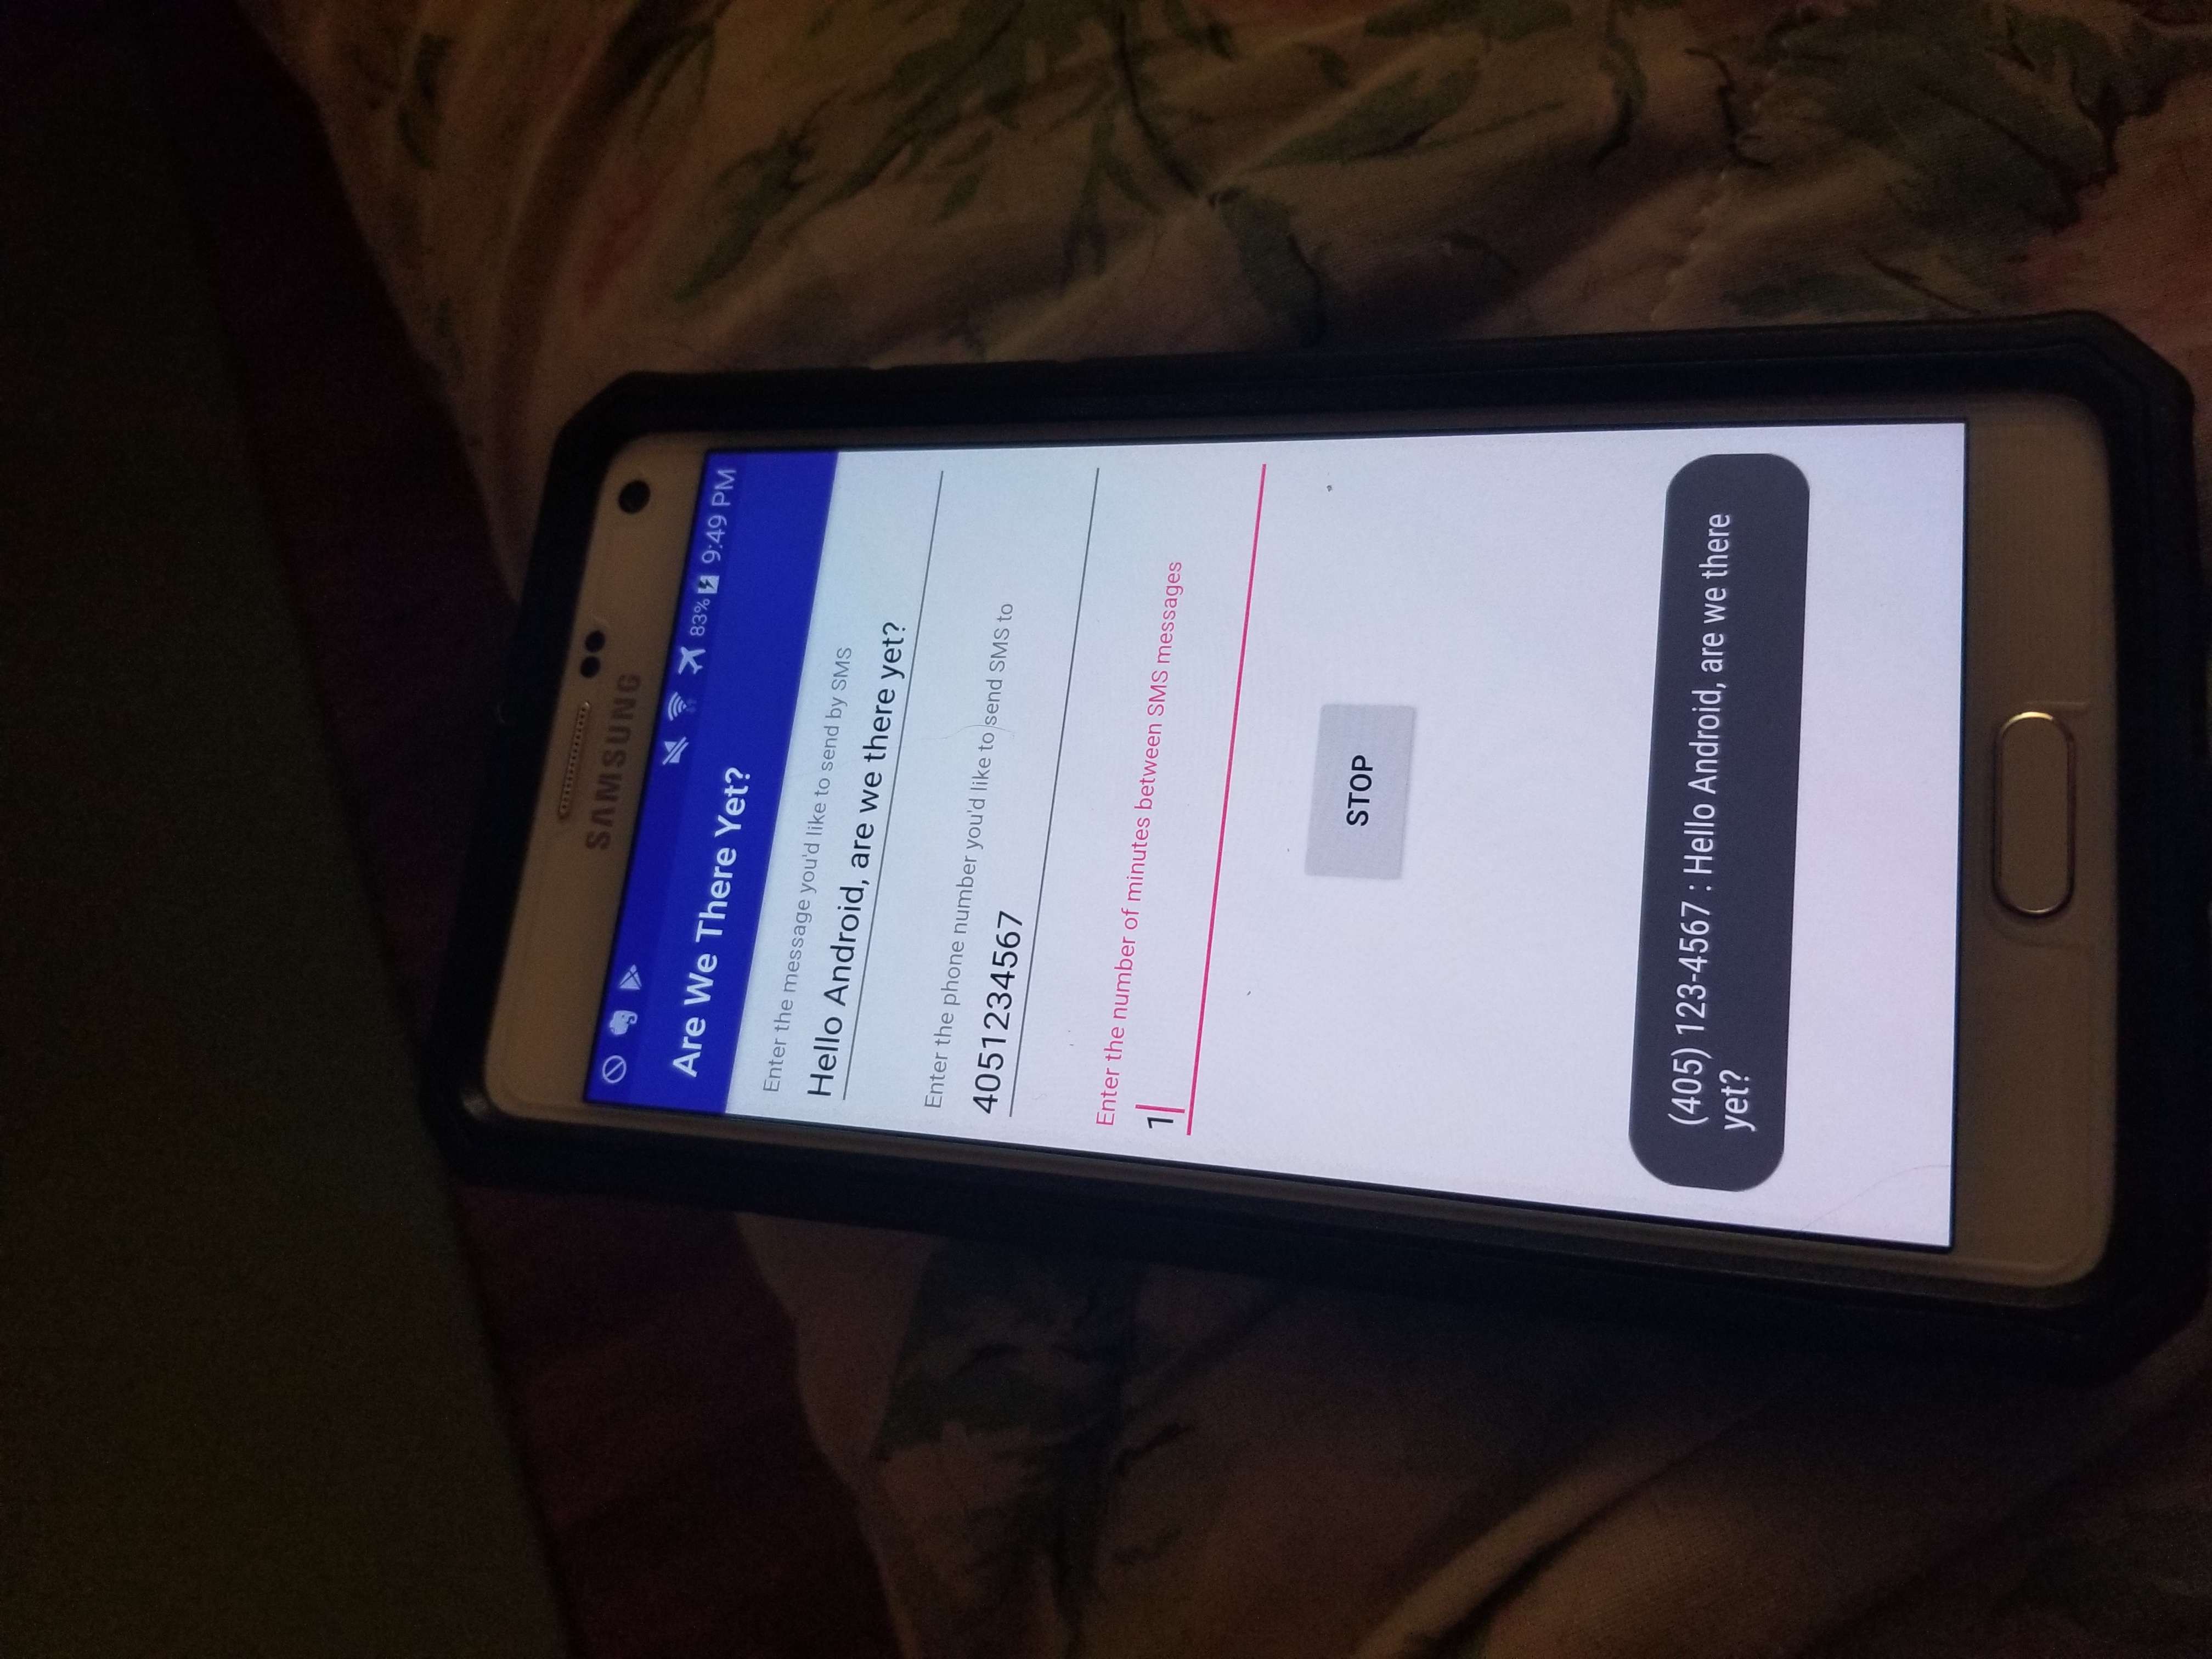 SAMSUNG
83% 9:49 PM
Are We There Yet?
Enter the message you'd like to send by SMS
Hello Android, are we there yet?
Enter the phone number you'd like to send SMS to
4051234567
Enter the number of minutes between SMS messages
1
STOP
(405) 123-4567 : Hello Android, are we there
yet?